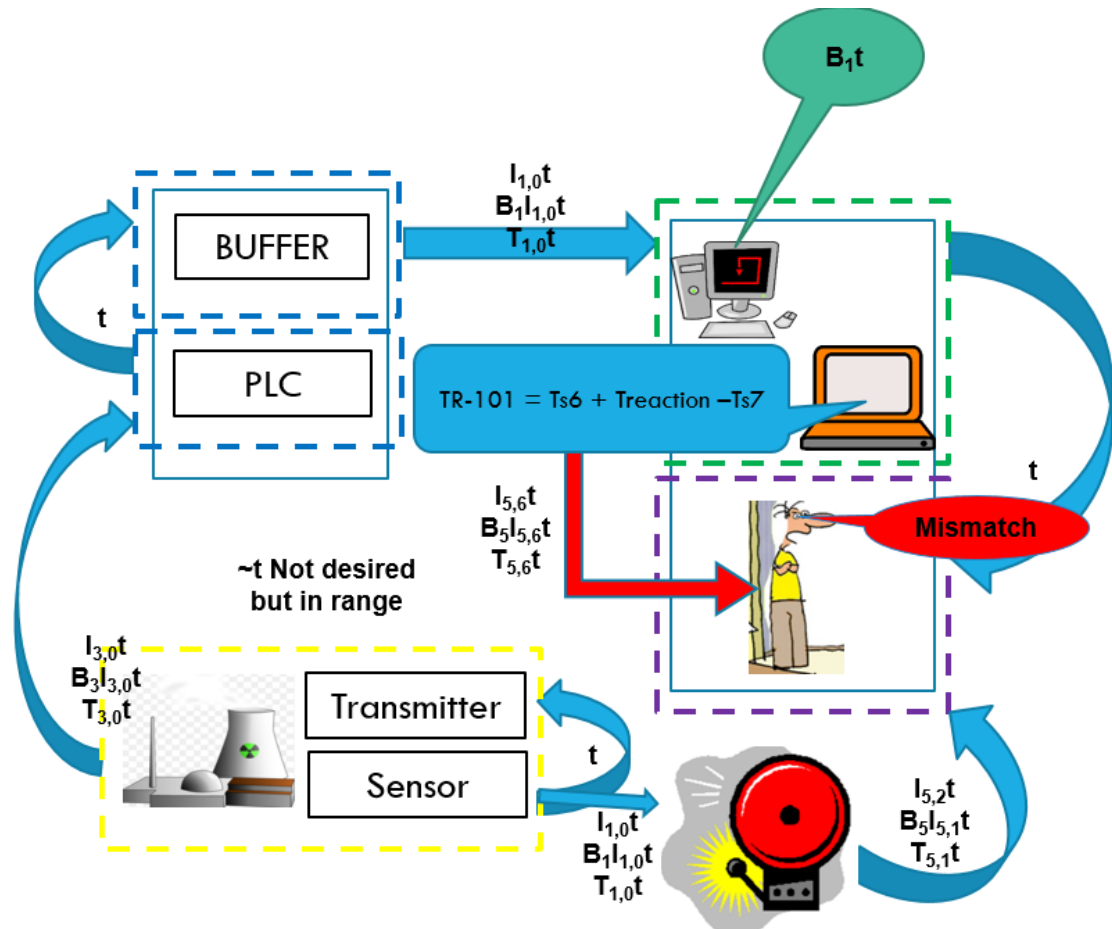 B₁t
I₁,₀t
B₁I₁,₀t
T₁,₀t
BUFFER
t
PLC
TR-101 = Ts6 + Treaction –Ts7
t
I₅,₆t
B₅I₅,₆t
T₅,₆t
Mismatch
~t Not desired
but in range
I₃,₀t
B₃I₃,₀t
T₃,₀t
Transmitter
t
Sensor
I₁,₀t
B₁I₁,₀t
T₁,₀t
I₅,₂t
B₅I₅,₁t
T₅,₁t